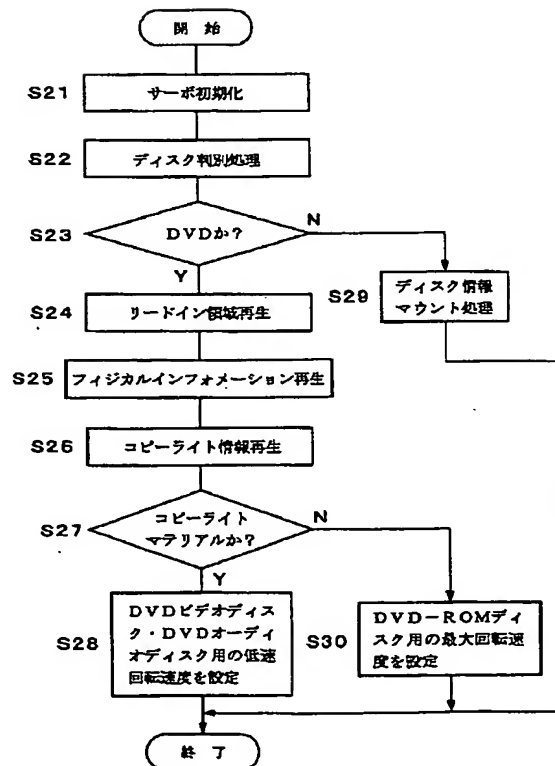 開始
S21
サーボ初期化
S22
ディスク判別処理
S23
DVDか?
N
Y
S24
リードイン領域再生
S29
ディスク情報
マウント処理
S25
フィジカルインフォメーション再生
S26
コピーライト情報再生
S27
コピーライト
マテリアルか?
N
Y
S28
DVDビデオディス
ク・DVDオーディ
オディスク用の低速
回転速度を設定
S30
DVD-ROMディ
スク用の最大回転速
度を設定
終了